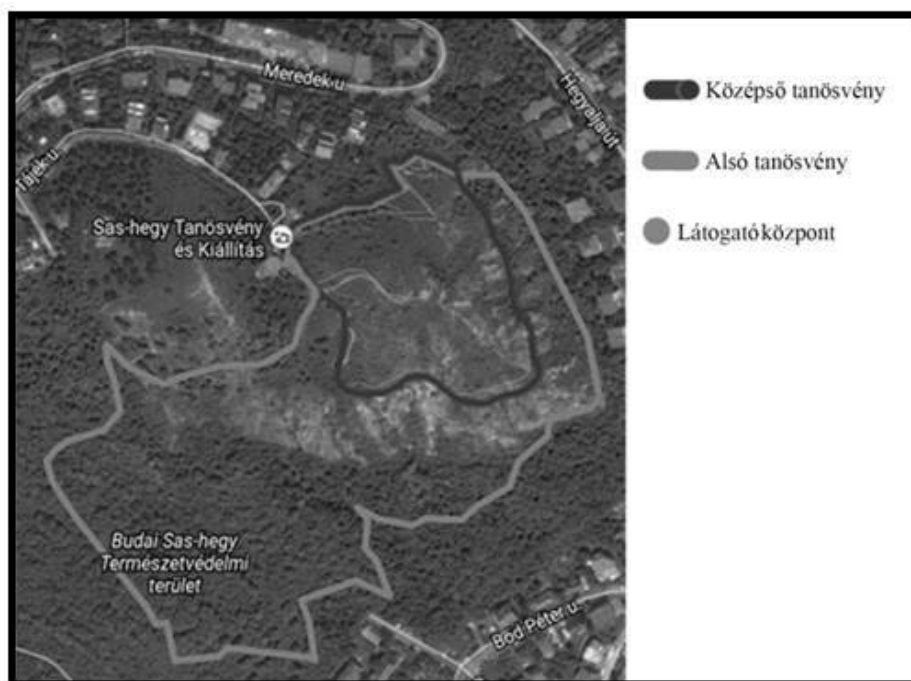 Meredek u.
Hegyalja út
Tájék u.
Sas-hegy Tanösvény
és Kiállítás
Budai Sas-hegy
Természetvédelmi
terület
Bod Péter u.
Középső tanösvény
Alsó tanösvény
Látogatóközpont